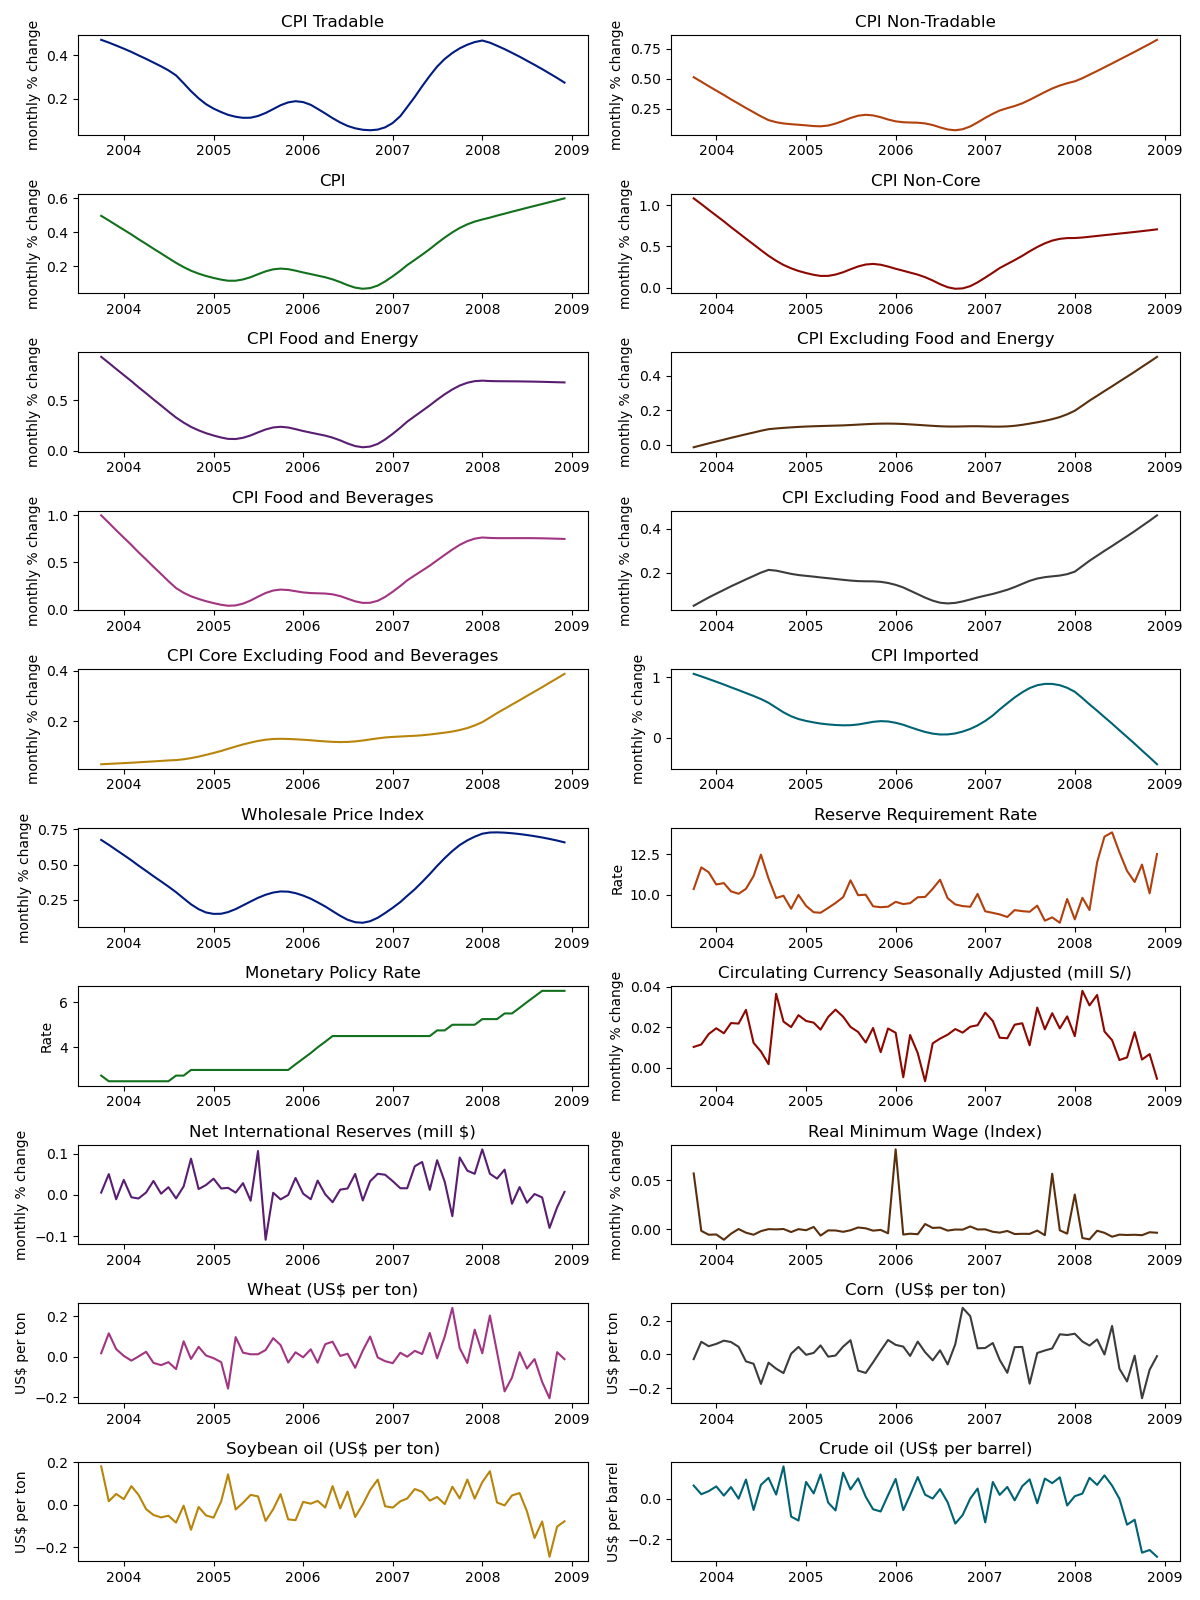 CPI Tradable
monthly % change
0.4
0.2
2004 2005 2006 2007 2008 2009
CPI Non-Tradable
monthly % change
0.75
0.50
0.25
2004 2005 2006 2007 2008 2009
CPI
monthly % change
0.6
0.4
0.2
2004 2005 2006 2007 2008 2009
CPI Non-Core
monthly % change
1.0
0.5
0.0
2004 2005 2006 2007 2008 2009
CPI Food and Energy
monthly % change
0.5
0.0
2004 2005 2006 2007 2008 2009
CPI Excluding Food and Energy
monthly % change
0.4
0.2
0.0
2004 2005 2006 2007 2008 2009
CPI Food and Beverages
monthly % change
1.0
0.5
0.0
2004 2005 2006 2007 2008 2009
CPI Excluding Food and Beverages
monthly % change
0.4
0.2
2004 2005 2006 2007 2008 2009
CPI Core Excluding Food and Beverages
monthly % change
0.4
0.2
2004 2005 2006 2007 2008 2009
CPI Imported
monthly % change
1
0
2004 2005 2006 2007 2008 2009
Wholesale Price Index
monthly % change
0.75
0.50
0.25
2004 2005 2006 2007 2008 2009
Reserve Requirement Rate
Rate
12.5
10.0
2004 2005 2006 2007 2008 2009
Monetary Policy Rate
Rate
6
4
2004 2005 2006 2007 2008 2009
Circulating Currency Seasonally Adjusted (mill S/)
monthly % change
0.04
0.02
0.00
2004 2005 2006 2007 2008 2009
Net International Reserves (mill $)
monthly % change
0.1
0.0
−0.1
2004 2005 2006 2007 2008 2009
Real Minimum Wage (Index)
monthly % change
0.05
0.00
2004 2005 2006 2007 2008 2009
Wheat (US$ per ton)
US$ per ton
0.2
0.0
−0.2
2004 2005 2006 2007 2008 2009
Corn  (US$ per ton)
US$ per ton
0.2
0.0
−0.2
2004 2005 2006 2007 2008 2009
Soybean oil (US$ per ton)
US$ per ton
0.2
0.0
−0.2
2004 2005 2006 2007 2008 2009
Crude oil (US$ per barrel)
US$ per barrel
0.0
−0.2
2004 2005 2006 2007 2008 2009